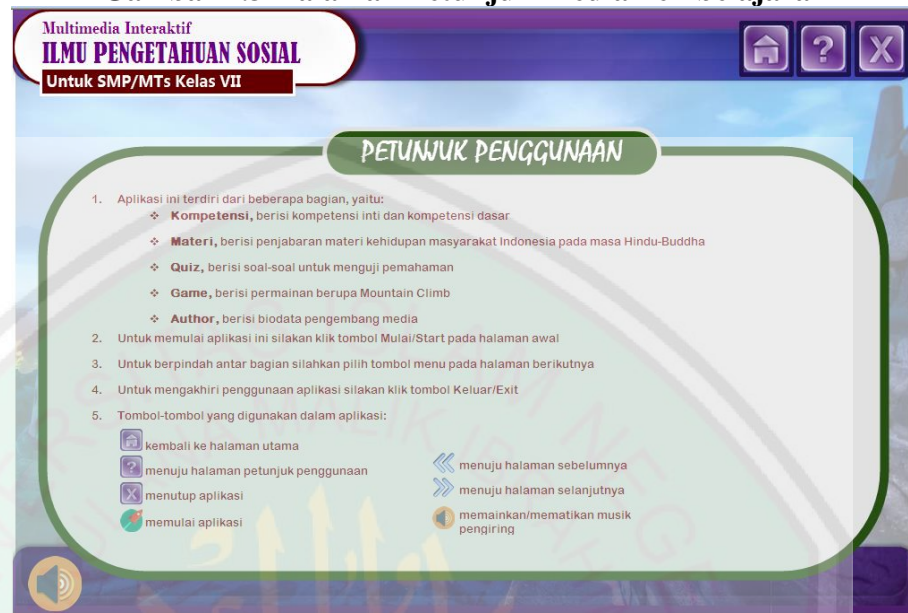 Multimedia Interaktif
ILMU PENGETAHUAN SOSIAL
Untuk SMP/MTs Kelas VII
PETUNJUK PENGGUNAAN
1. Aplikasi ini terdiri dari beberapa bagian, yaitu:
❖ Kompetensi, berisi kompetensi inti dan kompetensi dasar
❖ Materi, berisi penjabaran materi kehidupan masyarakat Indonesia pada masa Hindu-Buddha
❖ Quiz, berisi soal-soal untuk menguji pemahaman
❖ Game, berisi permainan berupa Mountain Climb
❖ Author, berisi biodata pengembang media
2. Untuk memulai aplikasi ini silakan klik tombol Mulai/Start pada halaman awal
3. Untuk berpindah antar bagian silahkan pilih tombol menu pada halaman berikutnya
4. Untuk mengakhiri penggunaan aplikasi silakan klik tombol Keluar/Exit
5. Tombol-tombol yang digunakan dalam aplikasi:
kembali ke halaman utama
? menuju halaman petunjuk penggunaan
X menutup aplikasi
memulai aplikasi
menuju halaman sebelumnya
menuju halaman selanjutnya
memainkan/mematikan musik
pengiring